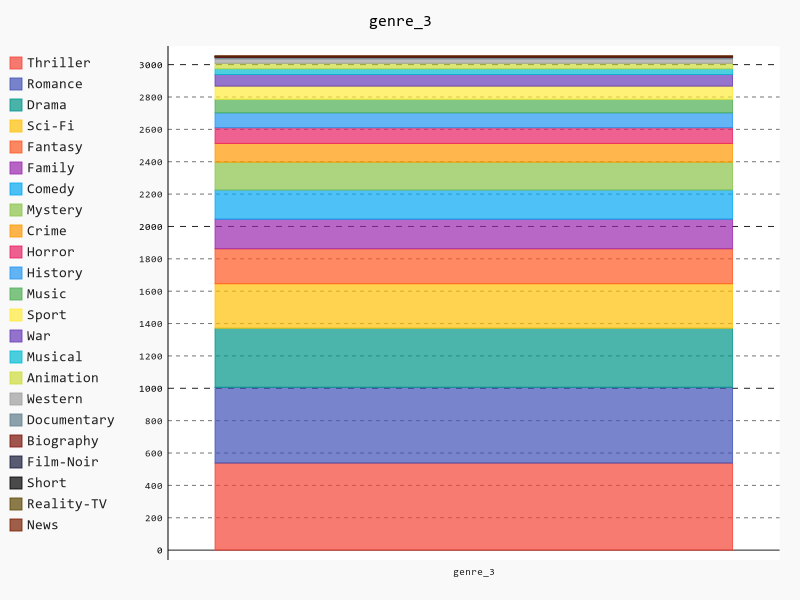 genre_3
Thriller
Romance
Drama
Sci-Fi
Fantasy
Family
Comedy
Mystery
Crime
Horror
History
Music
Sport
War
Musical
Animation
Western
Documentary
Biography
Film-Noir
Short
Reality-TV
News
3000
2800
2600
2400
2200
2000
1800
1600
1400
1200
1000
800
600
400
200
0
genre_3